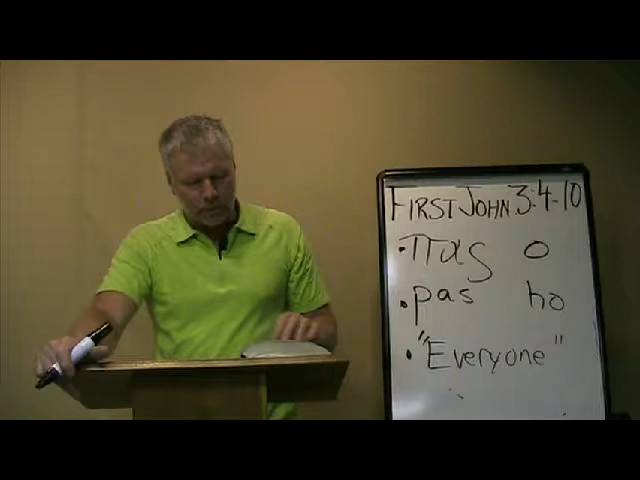 FIRST JOHN 3:4-10
• πας ο
• pas ho
• "Everyone"